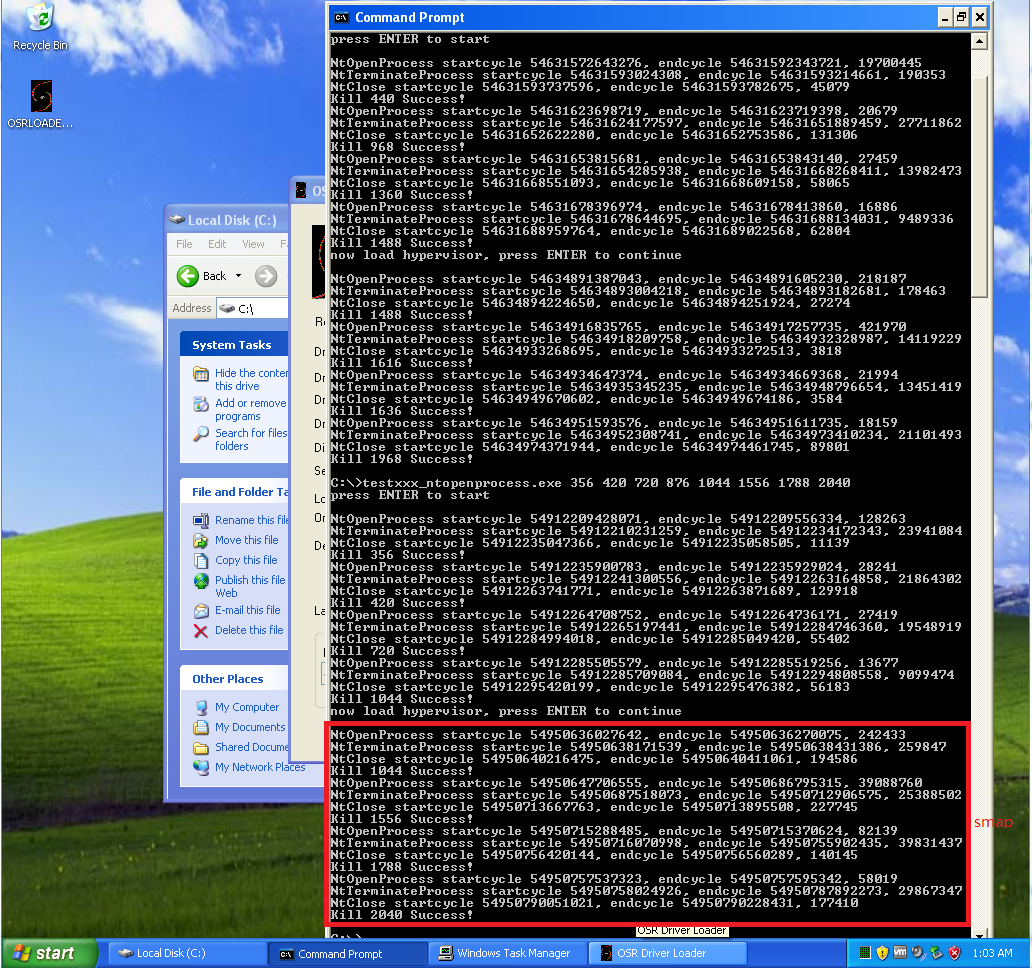 Recycle Bin
OSRLOADE...
Command Prompt
press ENTER to start
NtOpenProcess startcycle 54631572643276, endcycle 54631592343721, 19700445
NtTerminateProcess startcycle 54631593024308, endcycle 54631593214661, 190353
NtClose startcycle 54631593737596, endcycle 54631593782675, 45079
Kill 440 Success!
NtOpenProcess startcycle 54631623698719, endcycle 54631623719398, 20679
NtTerminateProcess startcycle 54631624177597, endcycle 54631651889459, 27711862
NtClose startcycle 54631652622280, endcycle 54631652753586, 131306
Kill 968 Success!
NtOpenProcess startcycle 54631653815681, endcycle 54631653843140, 27459
NtTerminateProcess startcycle 54631654285938, endcycle 54631668268411, 13982473
NtClose startcycle 54631668551093, endcycle 54631668609158, 58065
Kill 1360 Success!
NtOpenProcess startcycle 54631678396974, endcycle 54631678413860, 16886
NtTerminateProcess startcycle 54631678644695, endcycle 54631688134031, 9489336
NtClose startcycle 54631688959764, endcycle 54631689022568, 62804
Kill 1488 Success!
now load hypervisor, press ENTER to continue
NtOpenProcess startcycle 54634891387043, endcycle 54634891605230, 218187
NtTerminateProcess startcycle 54634893004218, endcycle 54634893182681, 178463
NtClose startcycle 54634894224650, endcycle 54634894251924, 27274
Kill 1488 Success!
NtOpenProcess startcycle 54634916835765, endcycle 54634917257735, 421970
NtTerminateProcess startcycle 54634918209758, endcycle 54634932328987, 14119229
NtClose startcycle 54634933268695, endcycle 54634933272513, 3818
Kill 1616 Success!
NtOpenProcess startcycle 54634934647374, endcycle 54634934669368, 21994
NtTerminateProcess startcycle 54634935345235, endcycle 54634948796654, 13451419
NtClose startcycle 54634949670602, endcycle 54634949674186, 3584
Kill 1636 Success!
NtOpenProcess startcycle 54634951593576, endcycle 54634951611735, 18159
NtTerminateProcess startcycle 54634952308741, endcycle 54634973410234, 21101493
NtClose startcycle 54634974371944, endcycle 54634974461745, 89801
Kill 1968 Success!
C:\>testxxx_ntopenprocess.exe 356 420 720 876 1044 1556 1788 2040
press ENTER to start
NtOpenProcess startcycle 54912209428071, endcycle 54912209556334, 128263
NtTerminateProcess startcycle 54912210231259, endcycle 54912234172343, 23941084
NtClose startcycle 54912235047366, endcycle 54912235058505, 11139
Kill 356 Success!
NtOpenProcess startcycle 54912235900783, endcycle 54912235929024, 28241
NtTerminateProcess startcycle 54912241300556, endcycle 54912263164858, 21864302
NtClose startcycle 54912263741771, endcycle 54912263871689, 129918
Kill 420 Success!
NtOpenProcess startcycle 54912264708752, endcycle 54912264736171, 27419
NtTerminateProcess startcycle 54912265197441, endcycle 54912284746360, 19548919
NtClose startcycle 54912284994018, endcycle 54912285049420, 55402
Kill 720 Success!
NtOpenProcess startcycle 54912285505579, endcycle 54912285519256, 13677
NtTerminateProcess startcycle 54912285709084, endcycle 54912294808558, 9099474
NtClose startcycle 54912295420199, endcycle 54912295476382, 56183
Kill 1044 Success!
now load hypervisor, press ENTER to continue
NtOpenProcess startcycle 54950636027642, endcycle 54950636270075, 242433
NtTerminateProcess startcycle 54950638171539, endcycle 54950638431386, 259847
NtClose startcycle 54950640216475, endcycle 54950640411061, 194586
Kill 1044 Success!
NtOpenProcess startcycle 54950647706555, endcycle 54950686795315, 39088760
NtTerminateProcess startcycle 54950687518073, endcycle 54950712906575, 25388502
NtClose startcycle 54950713667763, endcycle 54950713895508, 227745
Kill 1556 Success!
NtOpenProcess startcycle 54950715288485, endcycle 54950715370624, 82139
NtTerminateProcess startcycle 54950716070998, endcycle 54950755902435, 39831437
NtClose startcycle 54950756420144, endcycle 54950756560289, 140145
Kill 1788 Success!
NtOpenProcess startcycle 54950757537323, endcycle 54950757595342, 58019
NtTerminateProcess startcycle 54950758024926, endcycle 54950787892273, 29867347
NtClose startcycle 54950790051021, endcycle 54950790228431, 177410
Kill 2040 Success!
smap
OSR Driver Loader
Local Disk (C:)
File Edit View
Back
Address C:\
System Tasks
Hide the conten
this drive
Add or remove
programs
Search for files
folders
File and Folder Ta
Rename this file
Move this file
Copy this file
Publish this file
Web
E-mail this file
Delete this file
Other Places
My Computer
My Documents
Shared Docume
My Network Places
start
Local Disk (C:)
Command Prompt
Windows Task Manager
OSR Driver Loader
1:03 AM